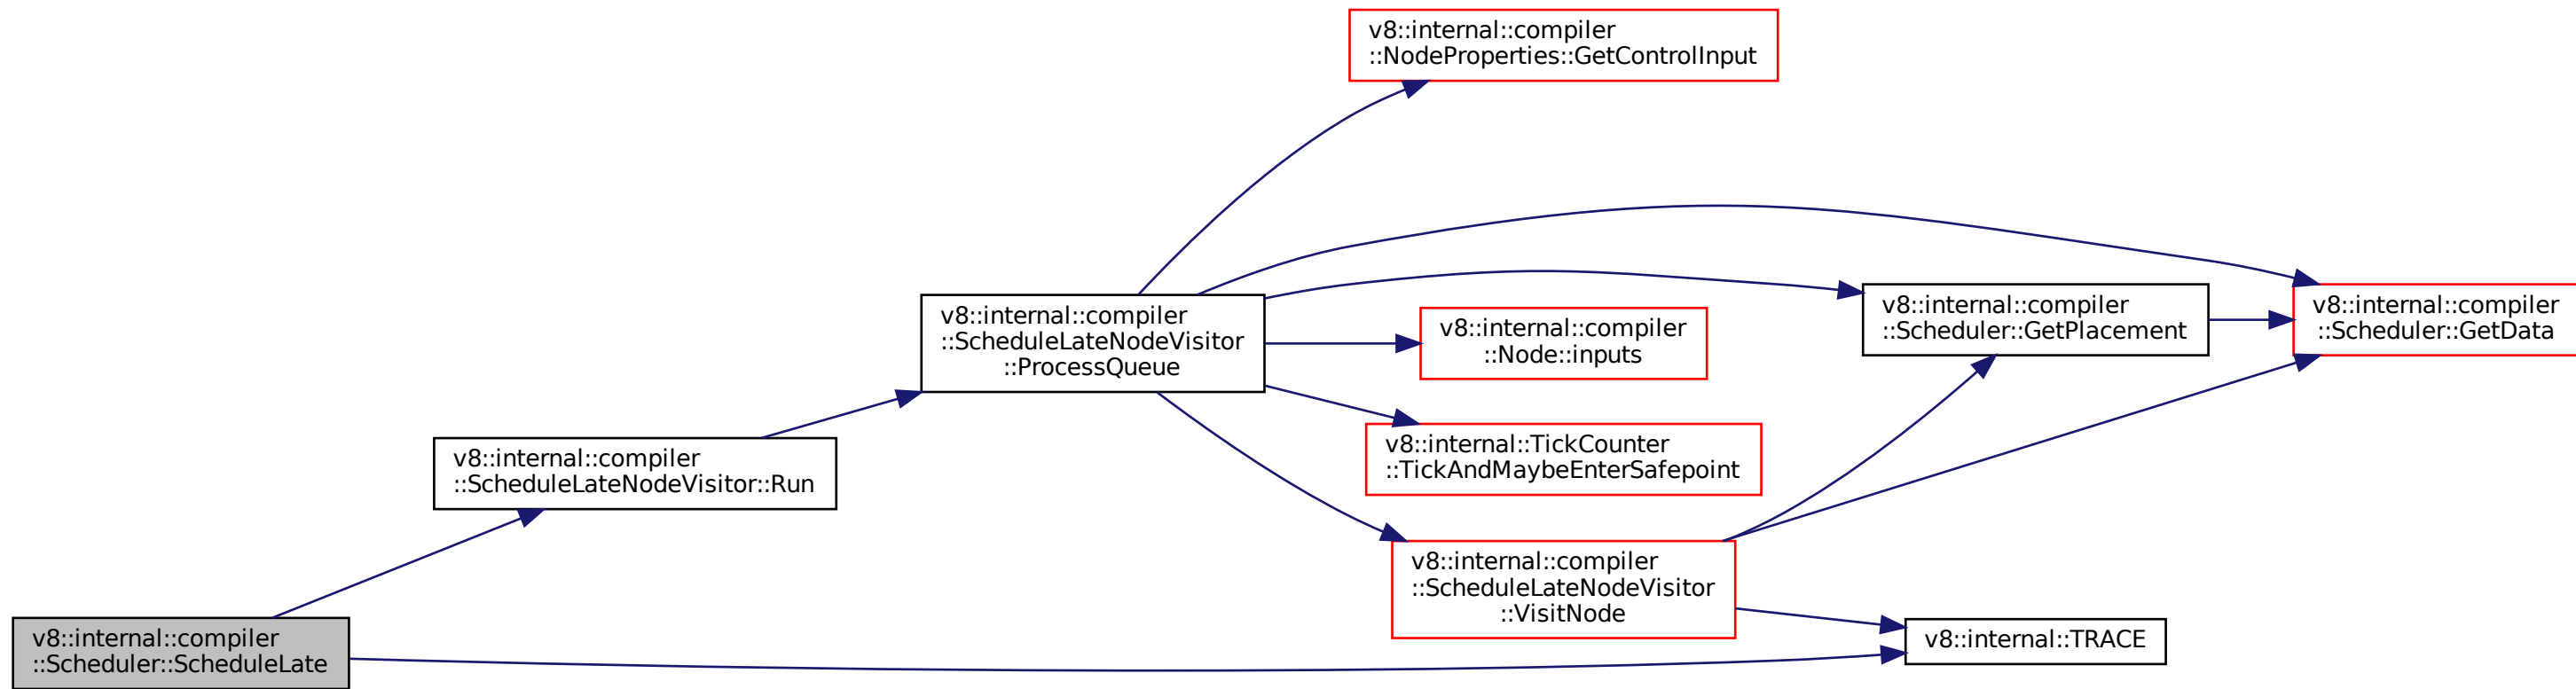 v8::internal::compiler
::NodeProperties::GetControlInput
v8::internal::compiler
::ScheduleLateNodeVisitor
::ProcessQueue
v8::internal::compiler
::Scheduler::GetPlacement
v8::internal::compiler
::Scheduler::GetData
v8::internal::compiler
::Node::inputs
v8::internal::compiler
::ScheduleLateNodeVisitor::Run
v8::internal::TickCounter
::TickAndMaybeEnterSafepoint
v8::internal::compiler
::ScheduleLateNodeVisitor
::VisitNode
v8::internal::compiler
::Scheduler::ScheduleLate
v8::internal::TRACE